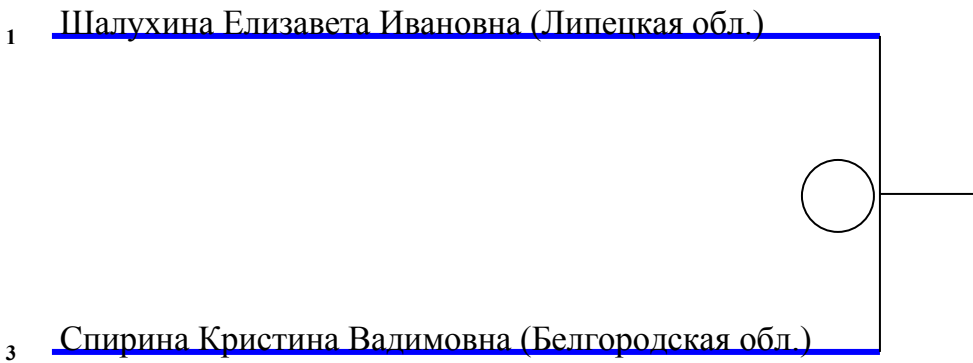 1 Шалухина Елизавета Ивановна (Липецкая обл.)
3 Спирина Кристина Вадимовна (Белгородская обл.)